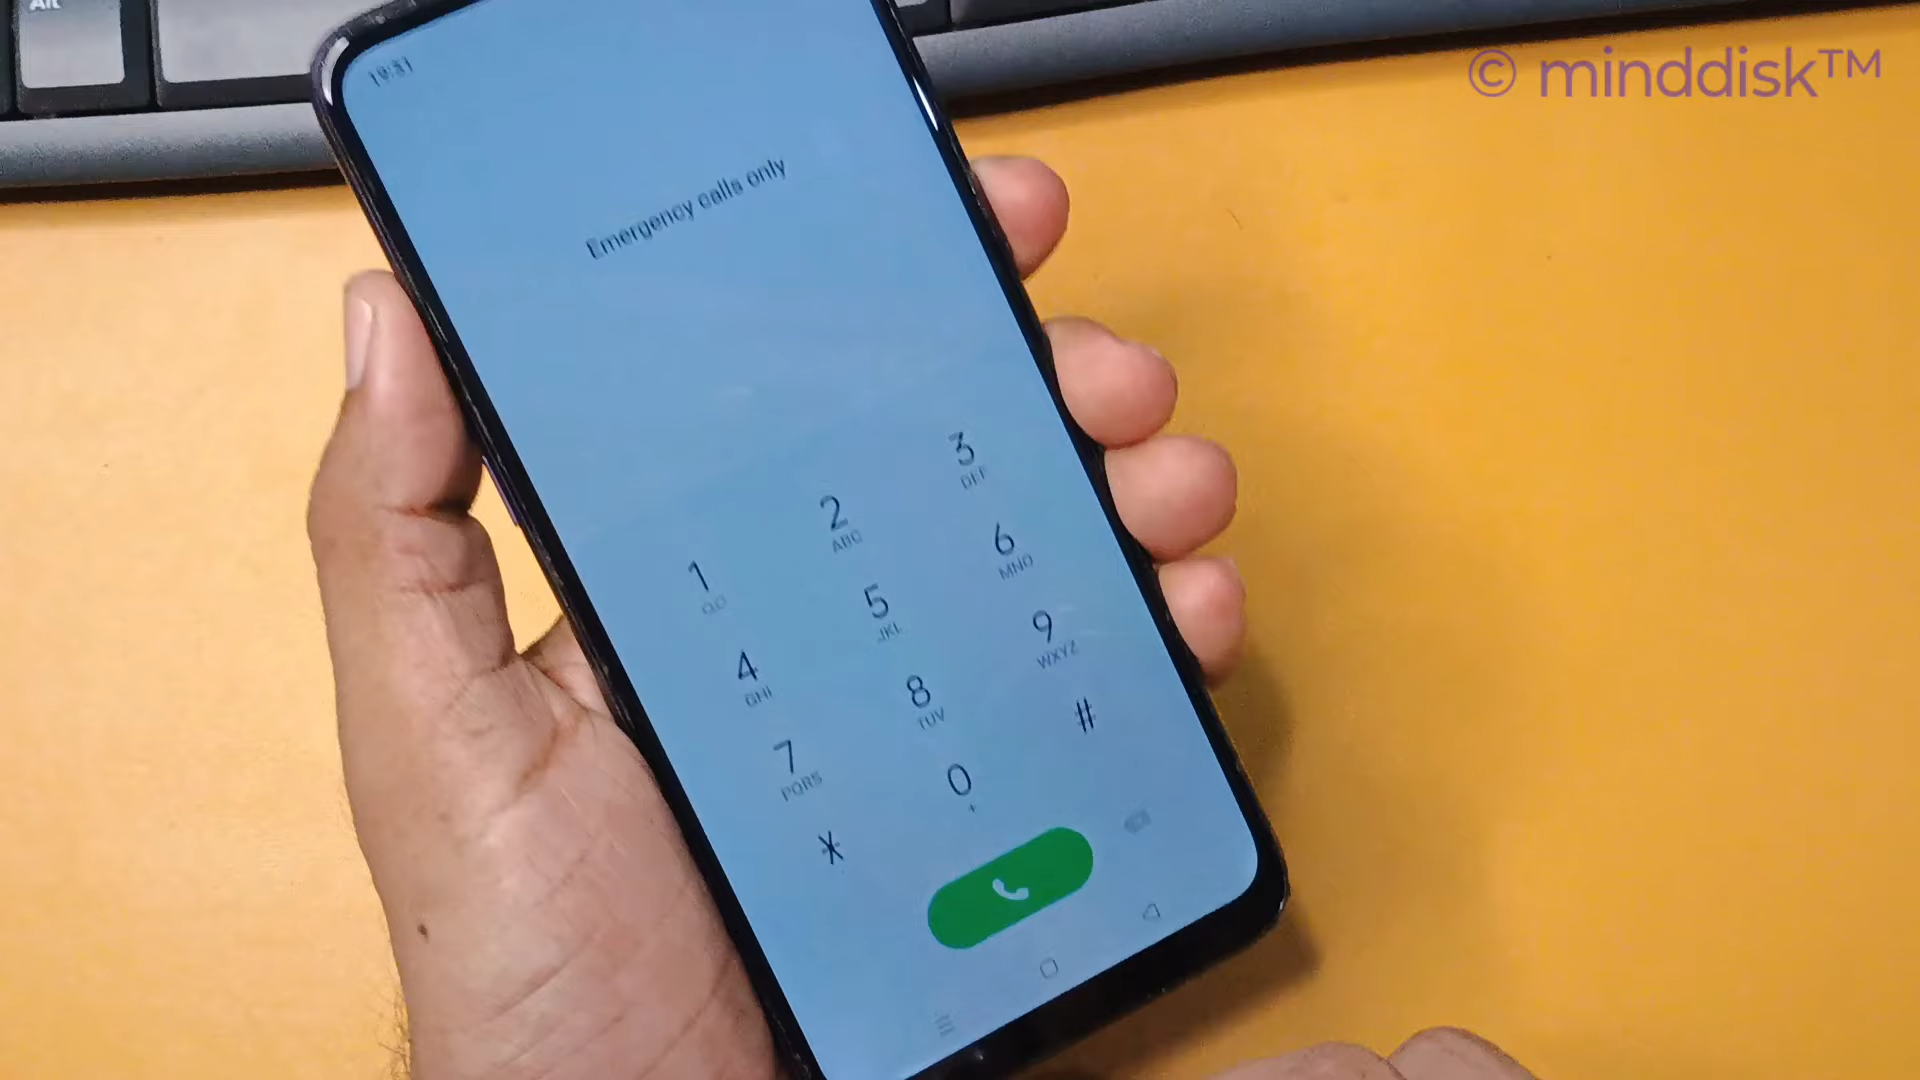 Alt
© minddisk™
19:31
Emergency calls only
1
2
ABC
3
DEF
4
GHI
5
JKL
6
MNO
7
PQRS
8
TUV
9
WXYZ
*
0
+
#